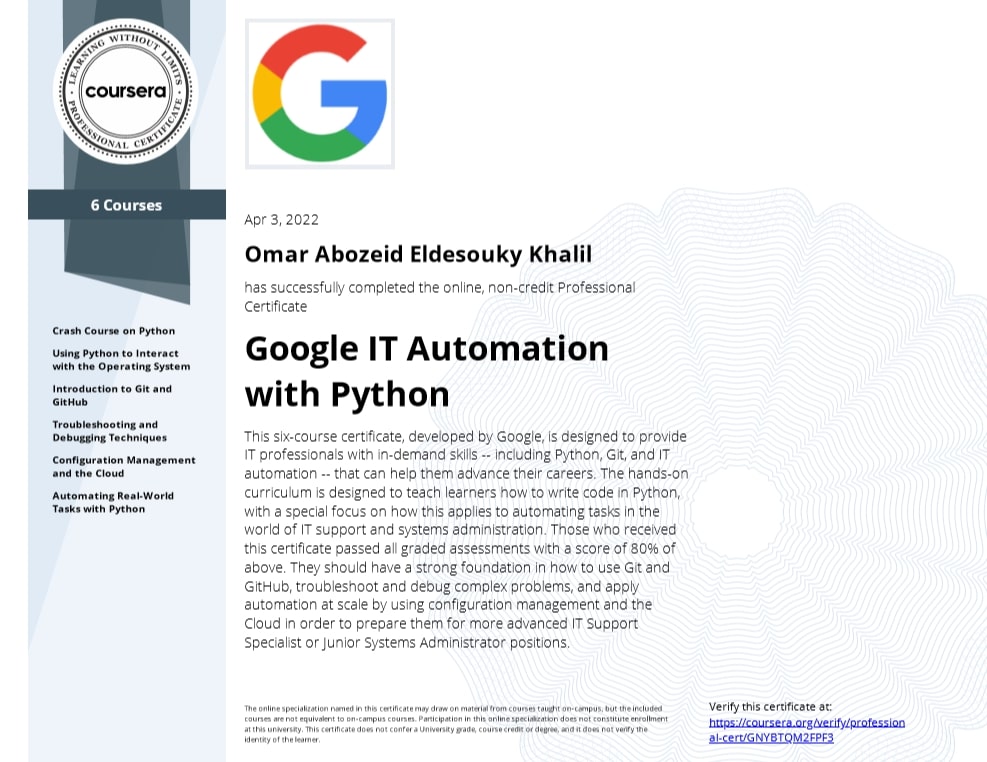 LEARNING WITHOUT LIMITS
coursera
PROFESSIONAL CERTIFICATE
6 Courses
Crash Course on Python
Using Python to Interact
with the Operating System
Introduction to Git and
GitHub
Troubleshooting and
Debugging Techniques
Configuration Management
and the Cloud
Automating Real-World
Tasks with Python
Apr 3, 2022
Omar Abozeid Eldesouky Khalil
has successfully completed the online, non-credit Professional
Certificate
Google IT Automation
with Python
This six-course certificate, developed by Google, is designed to provide
IT professionals with in-demand skills -- including Python, Git, and IT
automation -- that can help them advance their careers. The hands-on
curriculum is designed to teach learners how to write code in Python,
with a special focus on how this applies to automating tasks in the
world of IT support and systems administration. Those who received
this certificate passed all graded assessments with a score of 80% of
above. They should have a strong foundation in how to use Git and
GitHub, troubleshoot and debug complex problems, and apply
automation at scale by using configuration management and the
Cloud in order to prepare them for more advanced IT Support
Specialist or Junior Systems Administrator positions.
The online specialization named in this certificate may draw on material from courses taught on-campus, but the included
courses are not equivalent to on-campus courses. Participation in this online specialization does not constitute enrollment
at this university. This certificate does not confer a University grade, course credit or degree, and it does not verify the
identity of the learner.
Verify this certificate at:
https://coursera.org/verify/profession
al-cert/GNYBTQM2FPF3